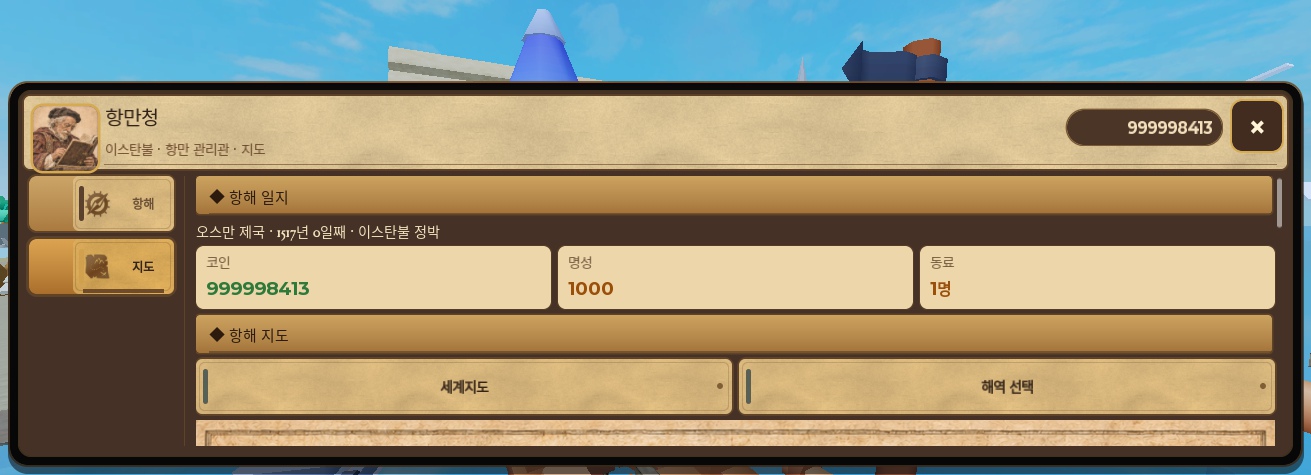 항만청
이스탄불 · 항만 관리관 · 지도
999998413
항해
지도
◆ 항해 일지
오스만 제국 · 1517년 0일째 · 이스탄불 정박
코인
999998413
명성
1000
동료
1명
◆ 항해 지도
세계지도
해역 선택